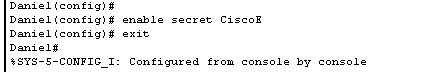 Daniel(config)#
Daniel(config)# enable secret CiscoE
Daniel(config)# exit
Daniel#
%SYS-5-CONFIG_I: Configured from console by console